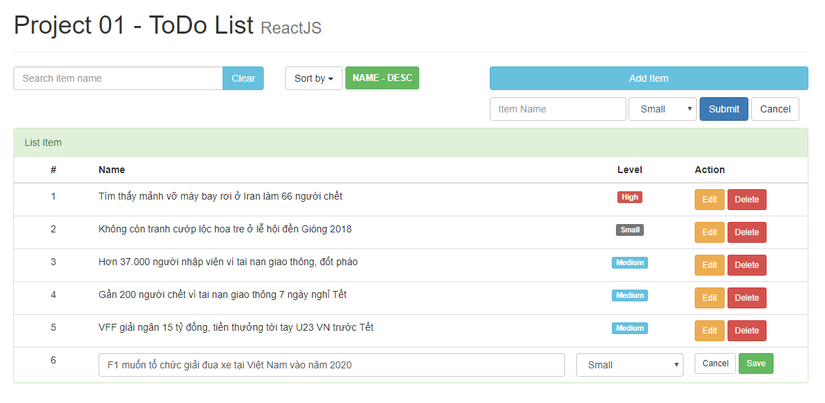 Project 01 - ToDo List ReactJS
Search item name Clear Sort by NAME - DESC Add Item
Item Name Small Submit Cancel
List Item
# Name Level Action
1 Tìm thấy mảnh vỡ máy bay rơi ở Iran làm 66 người chết High Edit Delete
2 Không còn tranh cướp lộc hoa tre ở lễ hội đền Gióng 2018 Small Edit Delete
3 Hơn 37.000 người nhập viện vì tai nạn giao thông, đốt pháo Medium Edit Delete
4 Gần 200 người chết vì tai nạn giao thông 7 ngày nghỉ Tết Medium Edit Delete
5 VFF giải ngân 15 tỷ đồng, tiền thưởng tới tay U23 VN trước Tết Medium Edit Delete
6 F1 muốn tổ chức giải đua xe tại Việt Nam vào năm 2020 Small Cancel Save